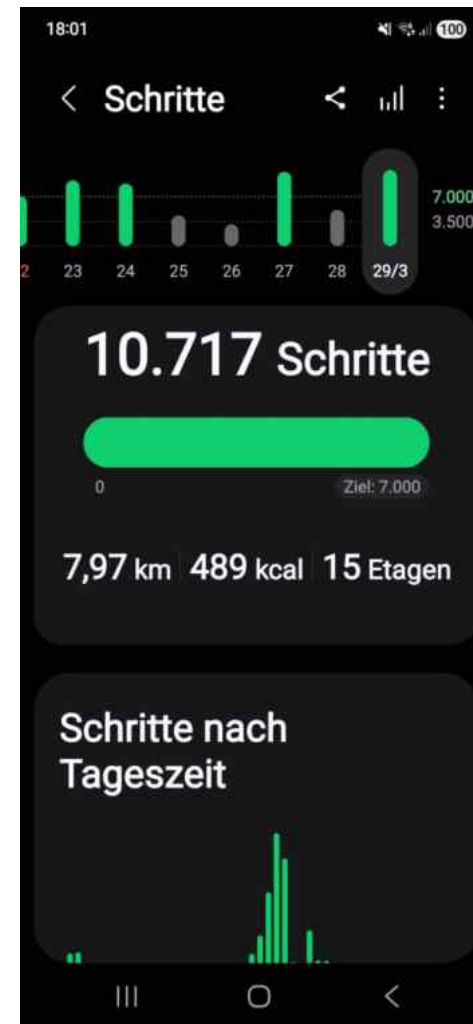 18:01
100
Schritte
7.000
3.500
2 23 24 25 26 27 28 29/3
10.717 Schritte
0 Ziel: 7.000
7,97 km 489 kcal 15 Etagen
Schritte nach
Tageszeit